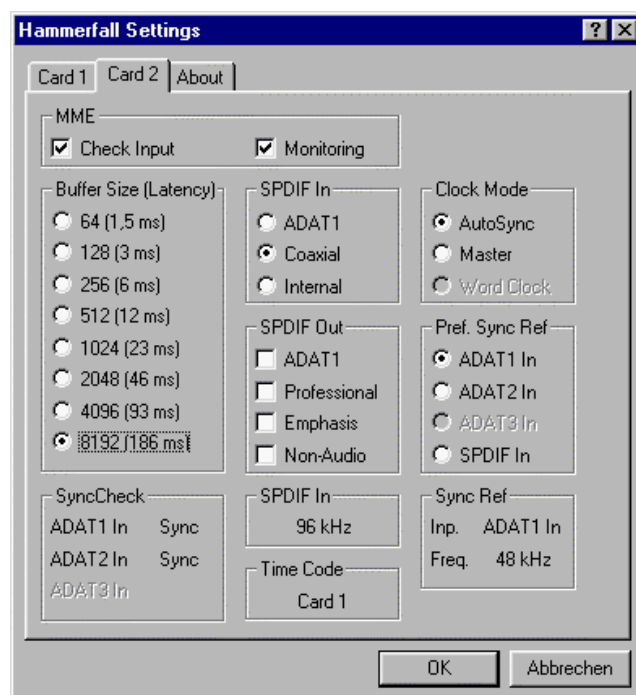 Hammerfall Settings
Card 1 Card 2 About
MME
Check Input Monitoring
Buffer Size (Latency)
64 (1,5 ms)
128 (3 ms)
256 (6 ms)
512 (12 ms)
1024 (23 ms)
2048 (46 ms)
4096 (93 ms)
8192 (186 ms)
SPDIF In
ADAT1
Coaxial
Internal
Clock Mode
AutoSync
Master
Word Clock
SPDIF Out
ADAT1
Professional
Emphasis
Non-Audio
Pref. Sync Ref
ADAT1 In
ADAT2 In
ADAT3 In
SPDIF In
SyncCheck
ADAT1 In Sync
ADAT2 In Sync
ADAT3 In
SPDIF In
96 kHz
Time Code
Card 1
Sync Ref
Inp. ADAT1 In
Freq. 48 kHz
OK Abbrechen